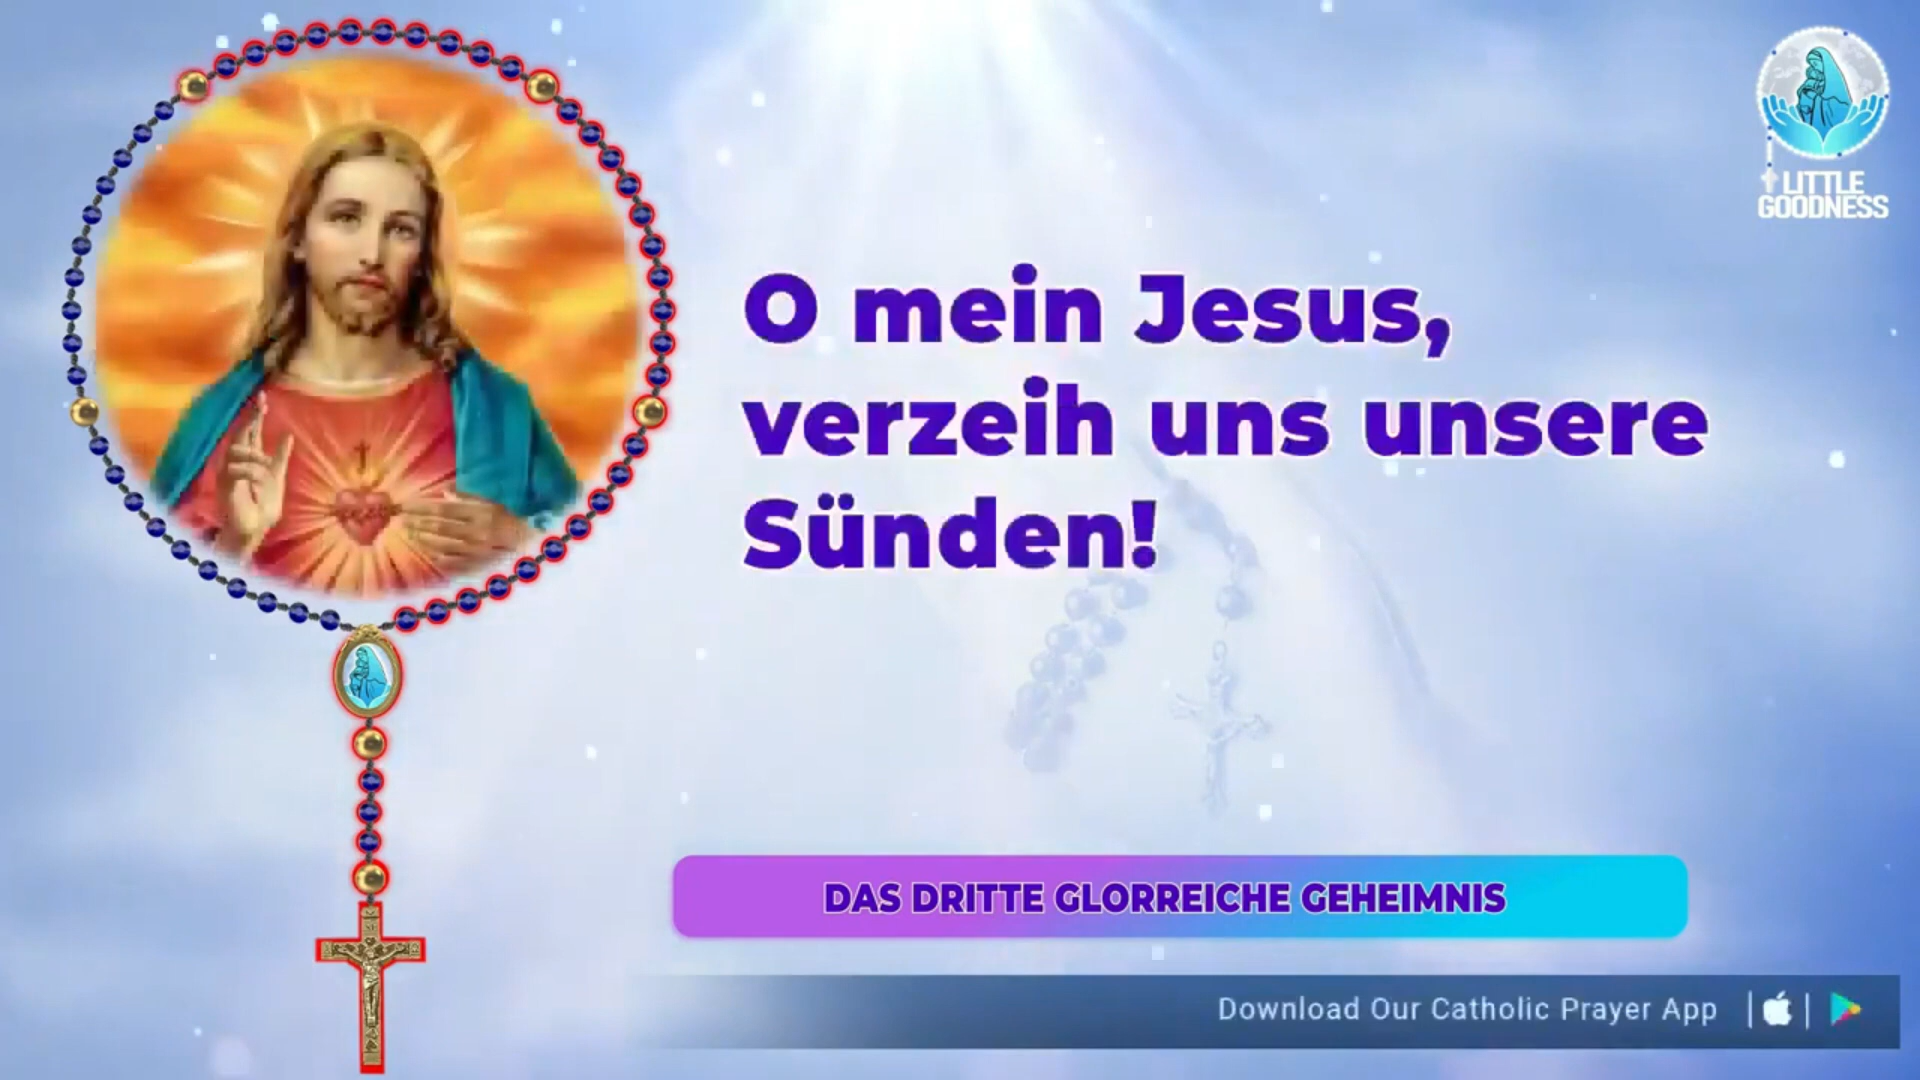 LITTLE
GOODNESS
O mein Jesus,
verzeih uns unsere
Sünden!
DAS DRITTE GLORREICHE GEHEIMNIS
Download Our Catholic Prayer App